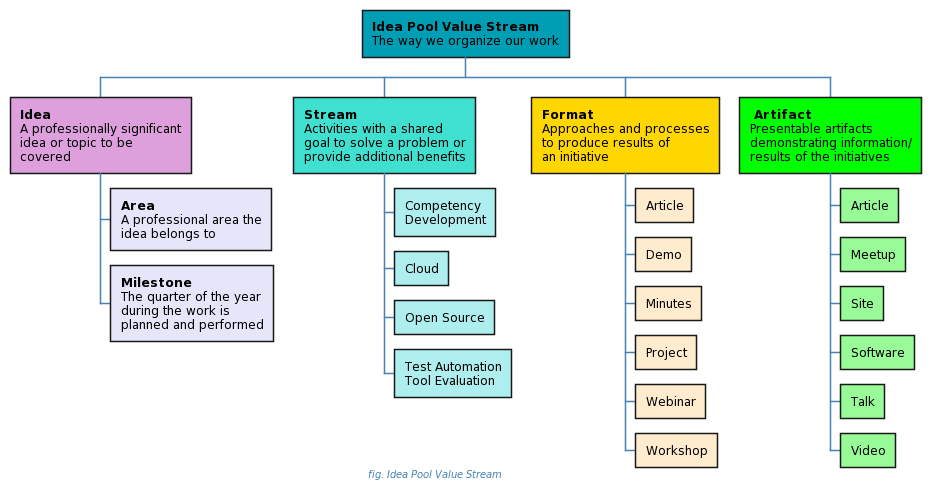 Idea Pool Value Stream
The way we organize our work
Idea
A professionally significant
idea or topic to be
covered
Area
A professional area the
idea belongs to
Milestone
The quarter of the year
during the work is
planned and performed
Stream
Activities with a shared
goal to solve a problem or
provide additional benefits
Competency
Development
Cloud
Open Source
Test Automation
Tool Evaluation
Format
Approaches and processes
to produce results of
an initiative
Article
Demo
Minutes
Project
Webinar
Workshop
Artifact
Presentable artifacts
demonstrating information/
results of the initiatives
Article
Meetup
Site
Software
Talk
Video
fig. Idea Pool Value Stream